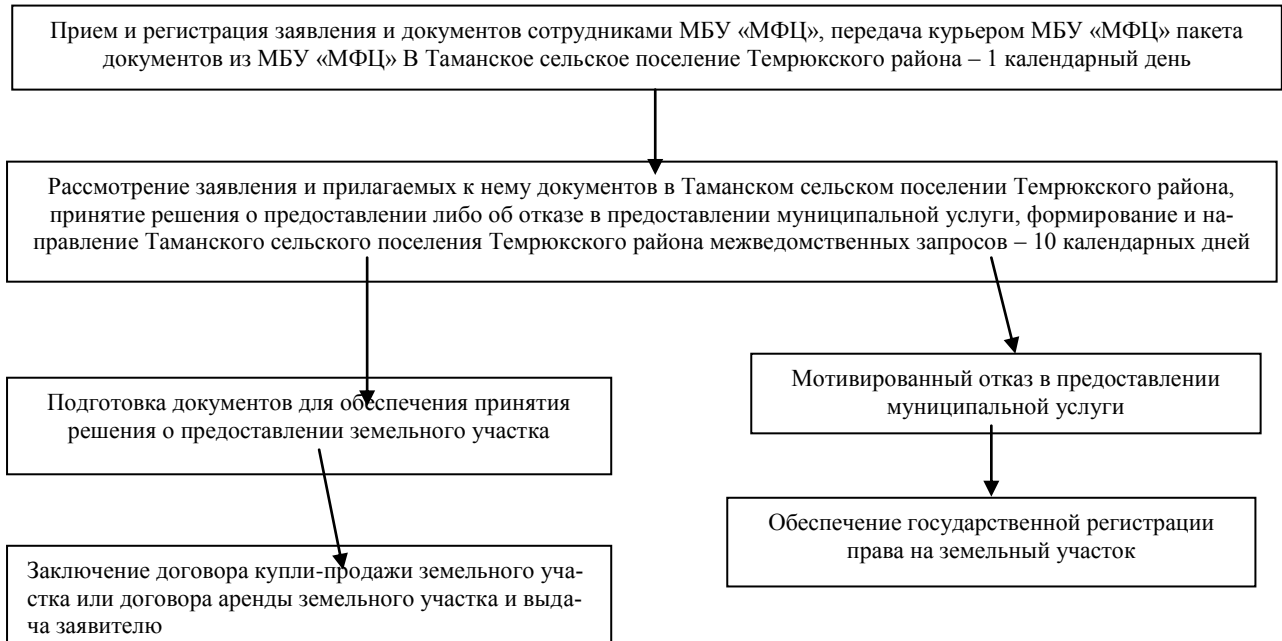 Прием и регистрация заявления и документов сотрудниками МБУ «МФЦ», передача курьером МБУ «МФЦ» пакета
документов из МБУ «МФЦ» В Таманское сельское поселение Темрюкского района – 1 календарный день
Рассмотрение заявления и прилагаемых к нему документов в Таманском сельском поселении Темрюкского района,
принятие решения о предоставлении либо об отказе в предоставлении муниципальной услуги, формирование и на-
правление Таманского сельского поселения Темрюкского района межведомственных запросов – 10 календарных дней
Подготовка документов для обеспечения принятия
решения о предоставлении земельного участка
Мотивированный отказ в предоставлении
муниципальной услуги
Обеспечение государственной регистрации
права на земельный участок
Заключение договора купли-продажи земельного уча-
стка или договора аренды земельного участка и выда-
ча заявителю